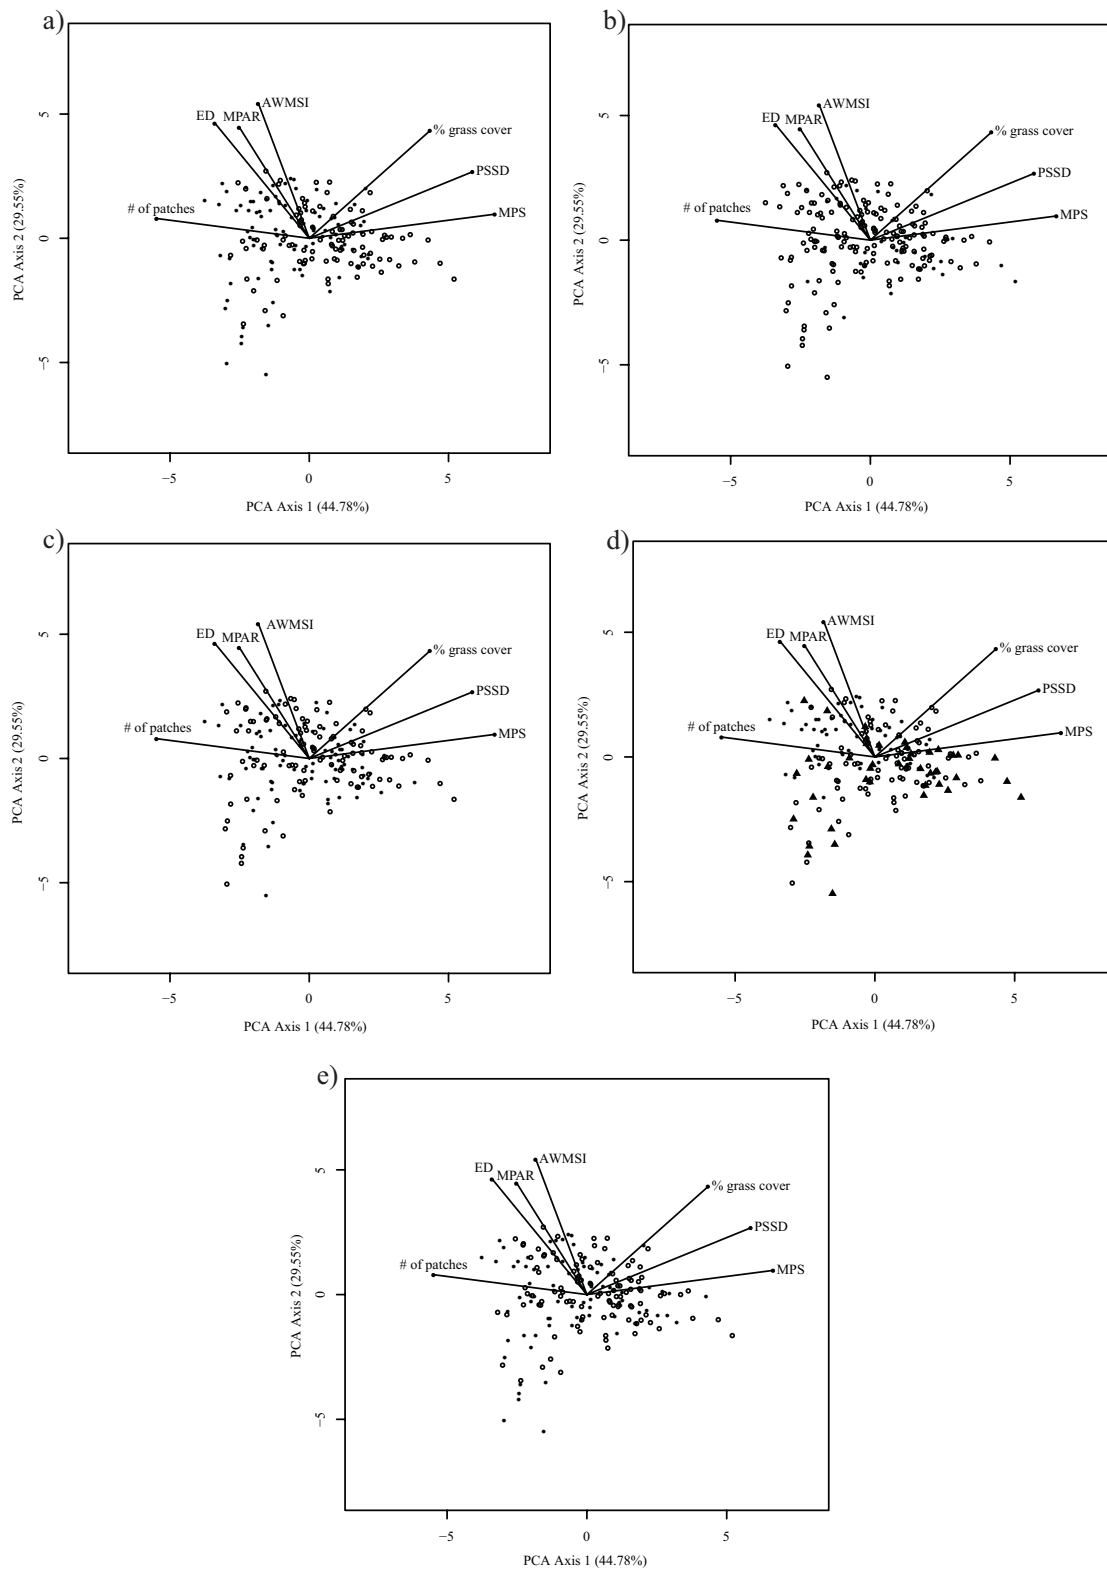 a)
AWMSI
ED MPAR
% grass cover
PSSD
# of patches
MPS
PCA Axis 2 (29.55%)
5
0
−5
−5 0 5
PCA Axis 1 (44.78%)
b)
AWMSI
ED MPAR
% grass cover
PSSD
# of patches
MPS
PCA Axis 2 (29.55%)
5
0
−5
−5 0 5
PCA Axis 1 (44.78%)
c)
AWMSI
ED MPAR
% grass cover
PSSD
# of patches
MPS
PCA Axis 2 (29.55%)
5
0
−5
−5 0 5
PCA Axis 1 (44.78%)
d)
AWMSI
ED MPAR
% grass cover
PSSD
# of patches
MPS
PCA Axis 2 (29.55%)
5
0
−5
−5 0 5
PCA Axis 1 (44.78%)
e)
AWMSI
ED MPAR
% grass cover
PSSD
# of patches
MPS
PCA Axis 2 (29.55%)
5
0
−5
−5 0 5
PCA Axis 1 (44.78%)